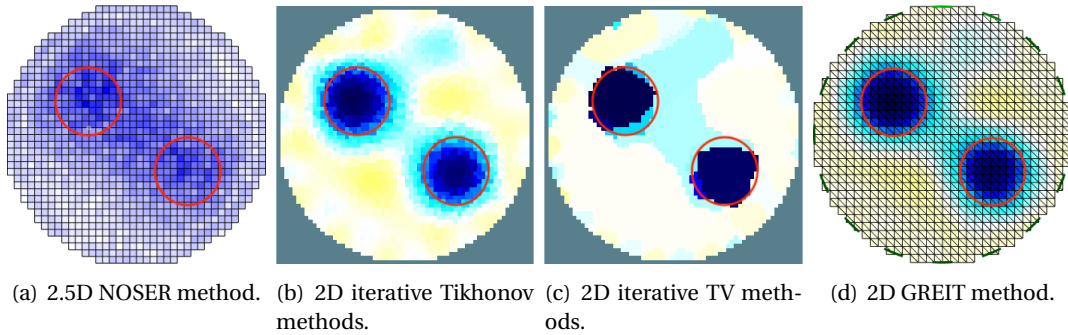 (a) 2.5D NOSER method.
(b) 2D iterative Tikhonov
methods.
(c) 2D iterative TV meth-
ods.
(d) 2D GREIT method.